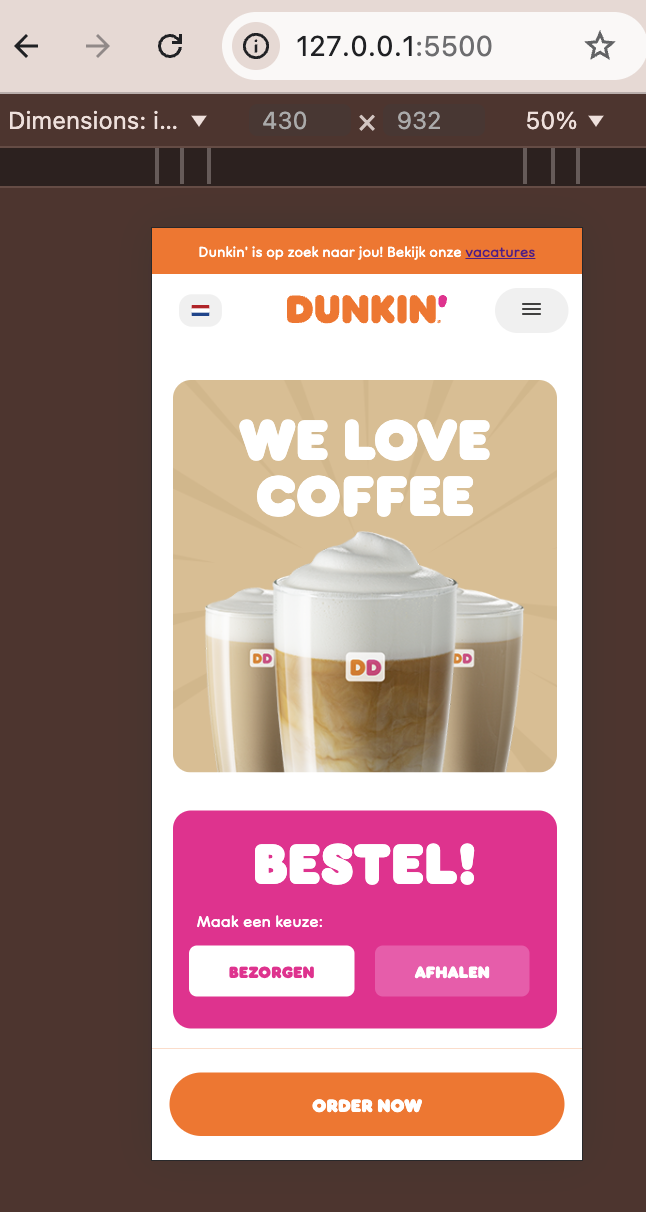 127.0.0.1:5500
Dimensions: i... ▼ 430 × 932 50% ▼
Dunkin' is op zoek naar jou! Bekijk onze vacatures
DUNKIN'
WE LOVE
COFFEE
DD DD DD
BESTEL!
Maak een keuze:
BEZORGEN AFHALEN
ORDER NOW